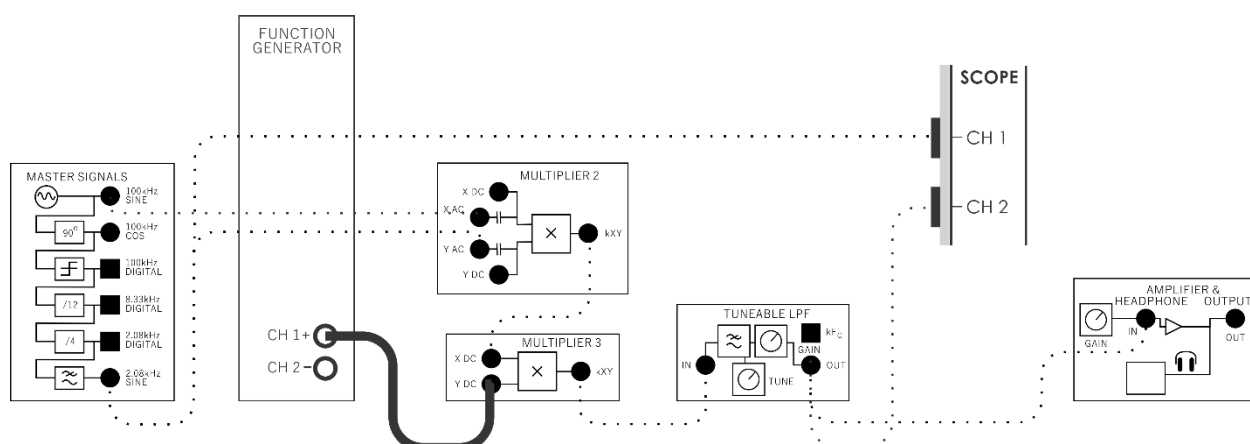 FUNCTION
GENERATOR
CH 1+
CH 2-
SCOPE
CH 1
CH 2
MASTER SIGNALS
100kHz
SINE
90°
100kHz
COS
100kHz
DIGITAL
/12
8.33kHz
DIGITAL
/4
2.08kHz
DIGITAL
2.08kHz
SINE
MULTIPLIER 2
X DC
X AC
Y AC
Y DC
×
kXY
MULTIPLIER 3
X DC
Y DC
×
kXY
TUNEABLE LPF
kFC
GAIN
IN
OUT
TUNE
AMPLIFIER &
HEADPHONE OUTPUT
GAIN
IN
OUT